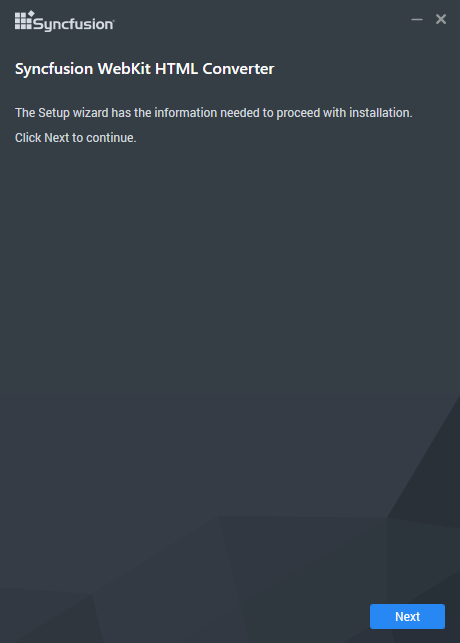 Syncfusion
Syncfusion WebKit HTML Converter
The Setup wizard has the information needed to proceed with installation.
Click Next to continue.
Next